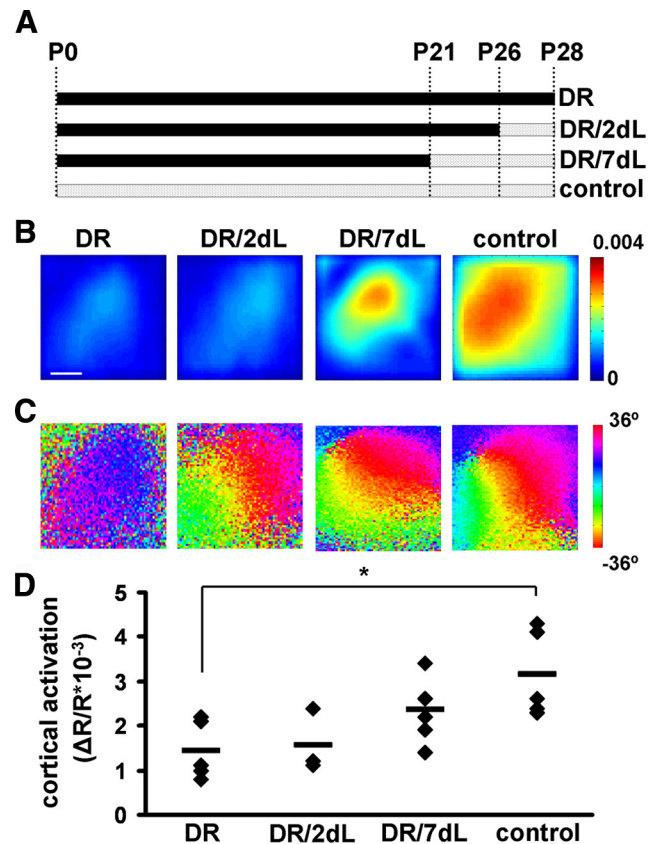 A
P0 P21 P26 P28
DR
DR/2dL
DR/7dL
control
B
DR DR/2dL DR/7dL control
0.004
0
C
36º
-36º
D
*
cortical activation
(ΔR/R*10-3)
5
4
3
2
1
0
DR DR/2dL DR/7dL control